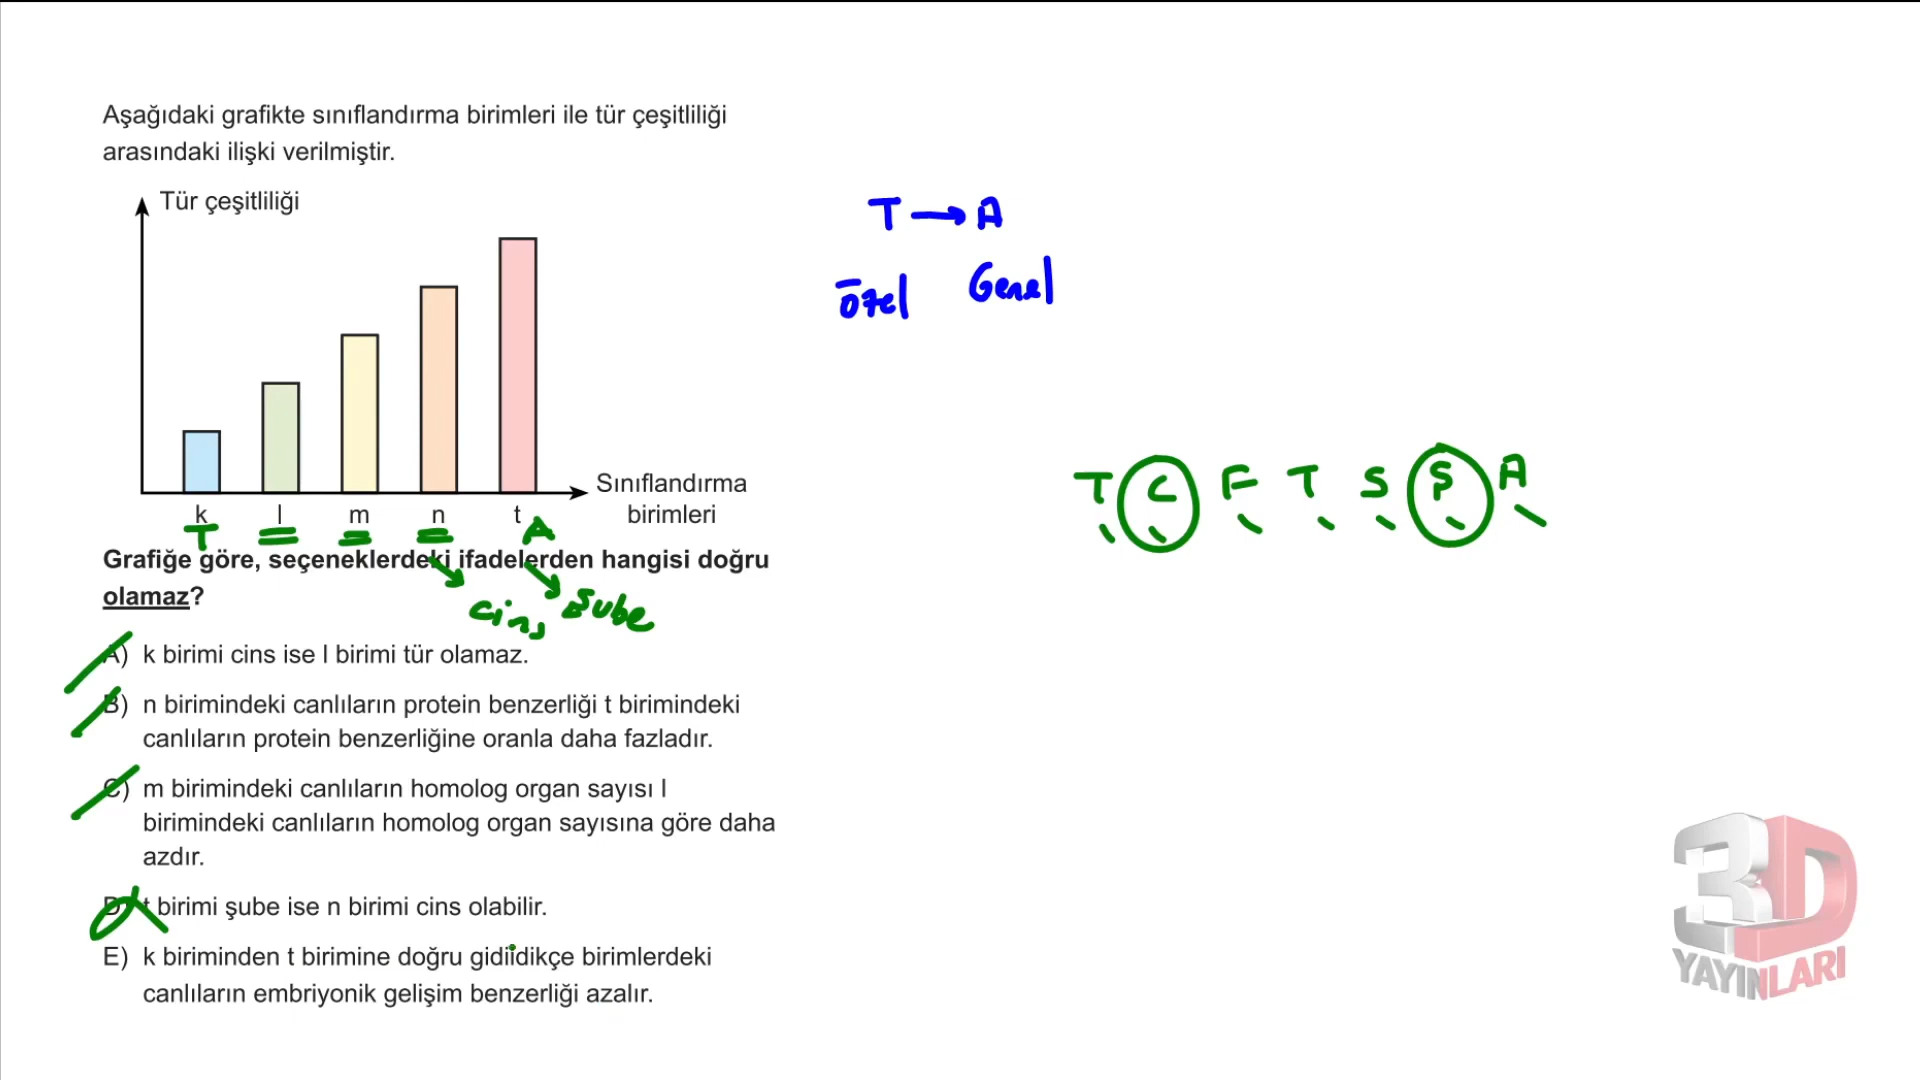 Aşağıdaki grafikte sınıflandırma birimleri ile tür çeşitliliği
arasındaki ilişki verilmiştir.
Tür çeşitliliği
Sınıflandırma
birimleri
k l m n t
T A
Grafiğe göre, seçeneklerdeki ifadelerden hangisi doğru
olamaz?
cins Şube
A) k birimi cins ise l birimi tür olamaz.
B) n birimindeki canlıların protein benzerliği t birimindeki
canlıların protein benzerliğine oranla daha fazladır.
C) m birimindeki canlıların homolog organ sayısı l
birimindeki canlıların homolog organ sayısına göre daha
azdır.
D) t birimi şube ise n birimi cins olabilir.
E) k biriminden t birimine doğru gidildikçe birimlerdeki
canlıların embriyonik gelişim benzerliği azalır.
T → A
özel Genel
T C F T S Ş A
3D
YAYINLARI